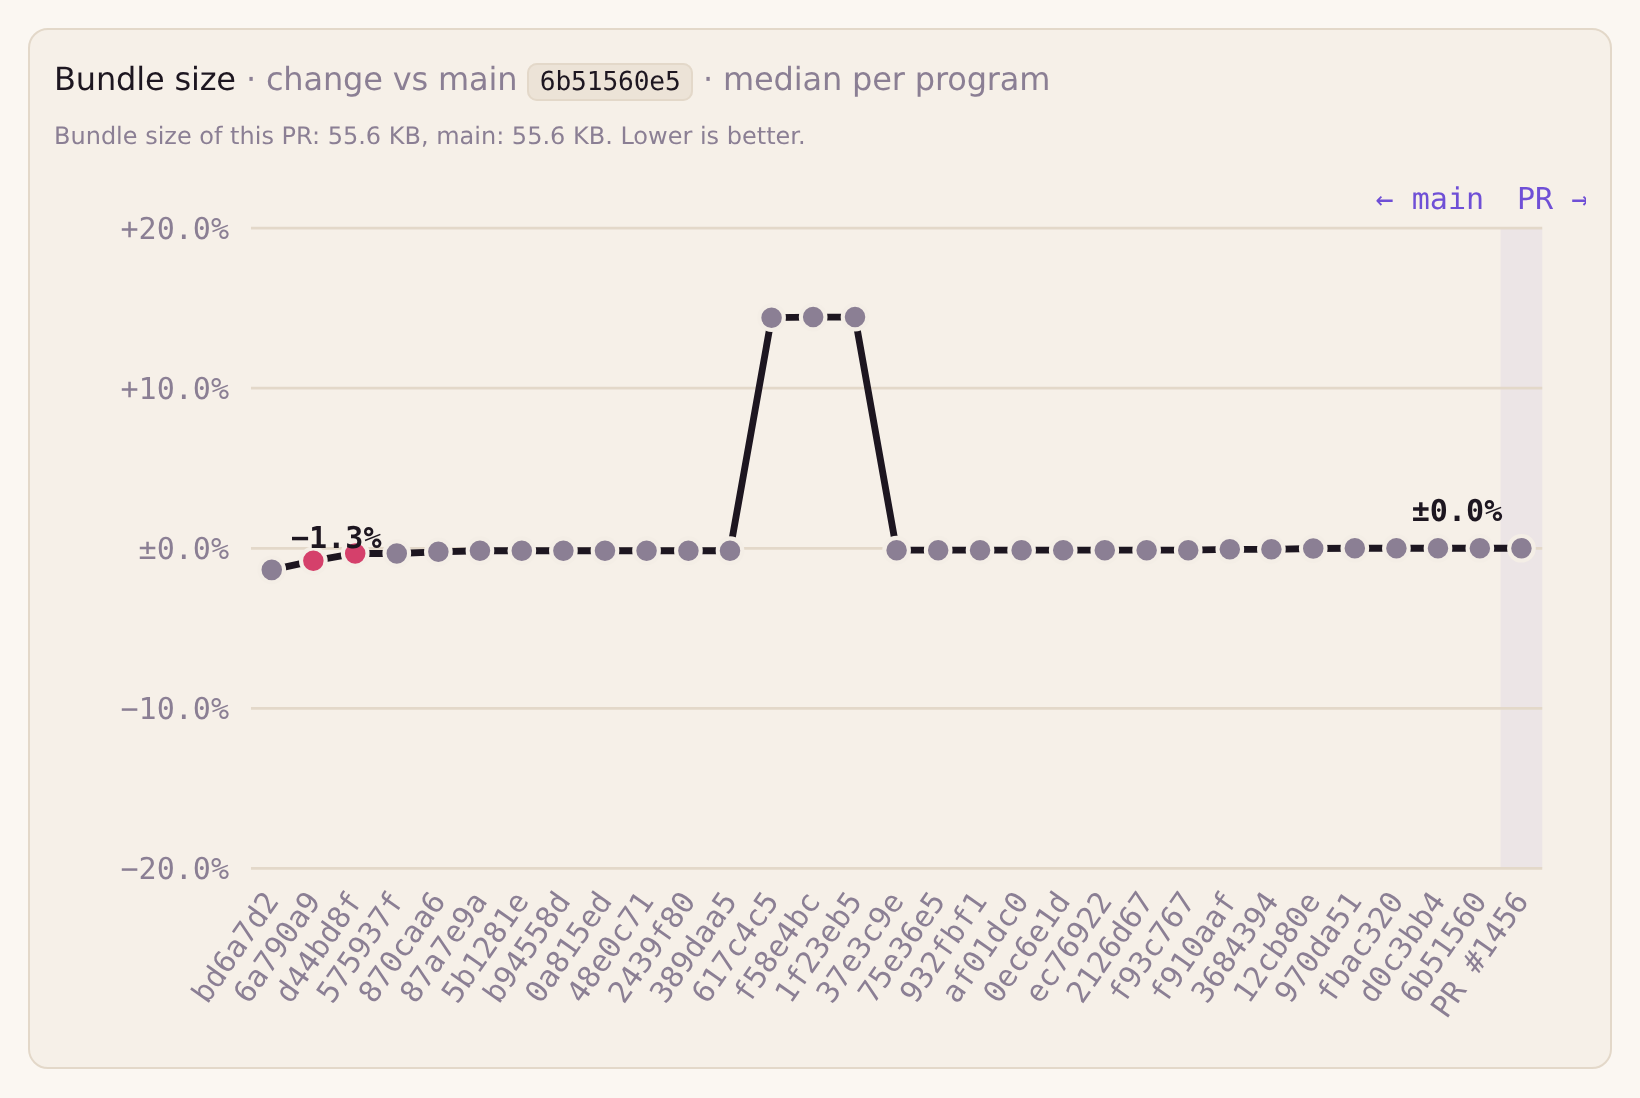 Bundle size · change vs main 6b51560e5 · median per program
Bundle size of this PR: 55.6 KB, main: 55.6 KB. Lower is better.
← main PR →
+20.0%
+10.0%
±0.0%
−10.0%
−20.0%
−1.3%
±0.0%
bd6a7d2
6a790a9
d44bd8f
575937f
870caa6
87a7e9a
5b1281e
b94558d
0a815ed
48e0c71
2439f80
389daa5
617c4c5
f58e4bc
1f23eb5
37e3c9e
75e36e5
932fbf1
af01dc0
0ec6e1d
ec76922
2126d67
f93c767
f910aaf
3684394
12cb80e
970da51
fbac320
d0c3bb4
6b51560
PR #1456